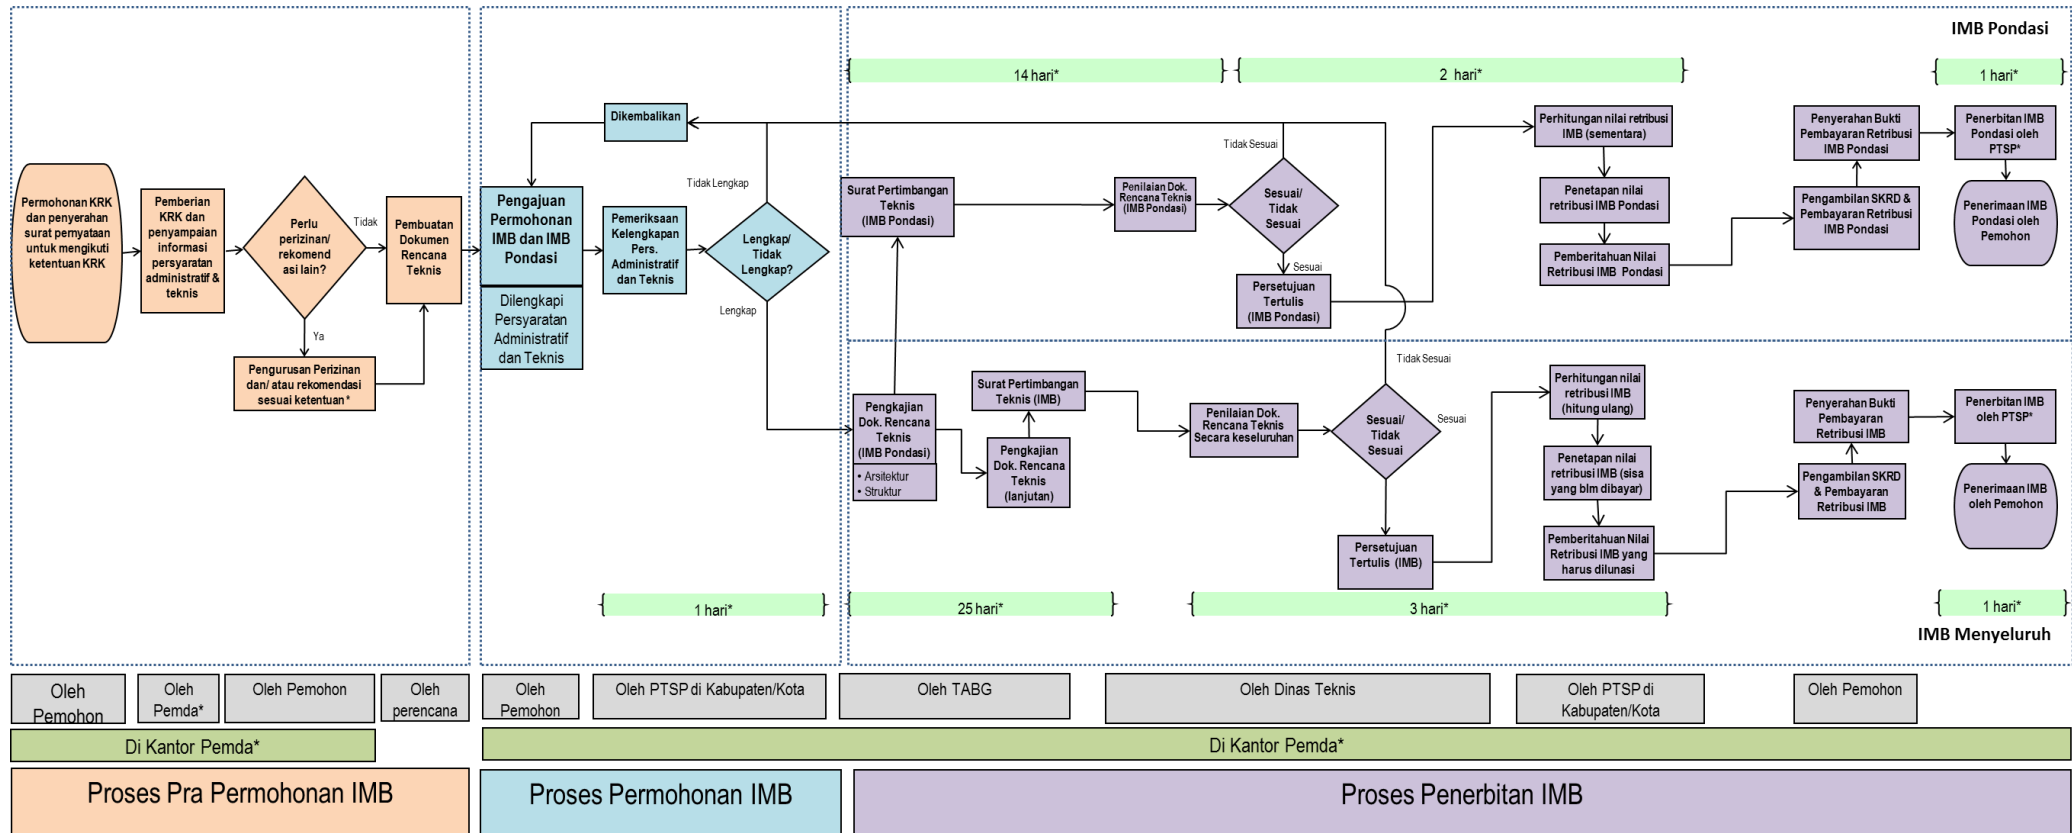 IMB Pondasi
14 hari*
2 hari*
1 hari*
Permohonan KRK
dan penyerahan
surat pernyataan
untuk mengikuti
ketentuan KRK
Pemberian
KRK dan
penyampaian
informasi
persyaratan
administratif &
teknis
Perlu
perizinan/
rekomend
asi lain?
Tidak
Ya
Pengurusan Perizinan
dan/ atau rekomendasi
sesuai ketentuan*
Pembuatan
Dokumen
Rencana
Teknis
Dikembalikan
Pengajuan
Permohonan
IMB dan IMB
Pondasi
Dilengkapi
Persyaratan
Administratif
dan Teknis
Pemeriksaan
Kelengkapan
Pers.
Administratif
dan Teknis
Tidak Lengkap
Lengkap/
Tidak
Lengkap?
Lengkap
Surat Pertimbangan
Teknis
(IMB Pondasi)
Penilaian Dok.
Rencana Teknis
(IMB Pondasi)
Tidak Sesuai
Sesuai/
Tidak
Sesuai
Sesuai
Persetujuan
Tertulis
(IMB Pondasi)
Perhitungan nilai retribusi
IMB (sementara)
Penetapan nilai
retribusi IMB Pondasi
Pemberitahuan Nilai
Retribusi IMB Pondasi
Penyerahan Bukti
Pembayaran Retribusi
IMB Pondasi
Pengambilan SKRD &
Pembayaran Retribusi
IMB Pondasi
Penerbitan IMB
Pondasi oleh
PTSP*
Penerimaan IMB
Pondasi oleh
Pemohon
Pengkajian
Dok. Rencana
Teknis
(IMB Pondasi)
• Arsitektur
• Struktur
Surat Pertimbangan
Teknis (IMB)
Pengkajian
Dok. Rencana
Teknis
(lanjutan)
Penilaian Dok.
Rencana Teknis
Secara keseluruhan
Tidak Sesuai
Sesuai/
Tidak
Sesuai
Sesuai
Persetujuan
Tertulis (IMB)
Perhitungan nilai
retribusi IMB
(hitung ulang)
Penetapan nilai
retribusi IMB (sisa
yang blm dibayar)
Pemberitahuan Nilai
Retribusi IMB yang
harus dilunasi
Penyerahan Bukti
Pembayaran
Retribusi IMB
Pengambilan SKRD
& Pembayaran
Retribusi IMB
Penerbitan IMB
oleh PTSP*
Penerimaan IMB
oleh Pemohon
1 hari*
25 hari*
3 hari*
1 hari*
IMB Menyeluruh
Oleh
Pemohon
Oleh
Pemda*
Oleh Pemohon
Oleh
perencana
Oleh
Pemohon
Oleh PTSP di Kabupaten/Kota
Oleh TABG
Oleh Dinas Teknis
Oleh PTSP di
Kabupaten/Kota
Oleh Pemohon
Di Kantor Pemda*
Di Kantor Pemda*
Proses Pra Permohonan IMB
Proses Permohonan IMB
Proses Penerbitan IMB